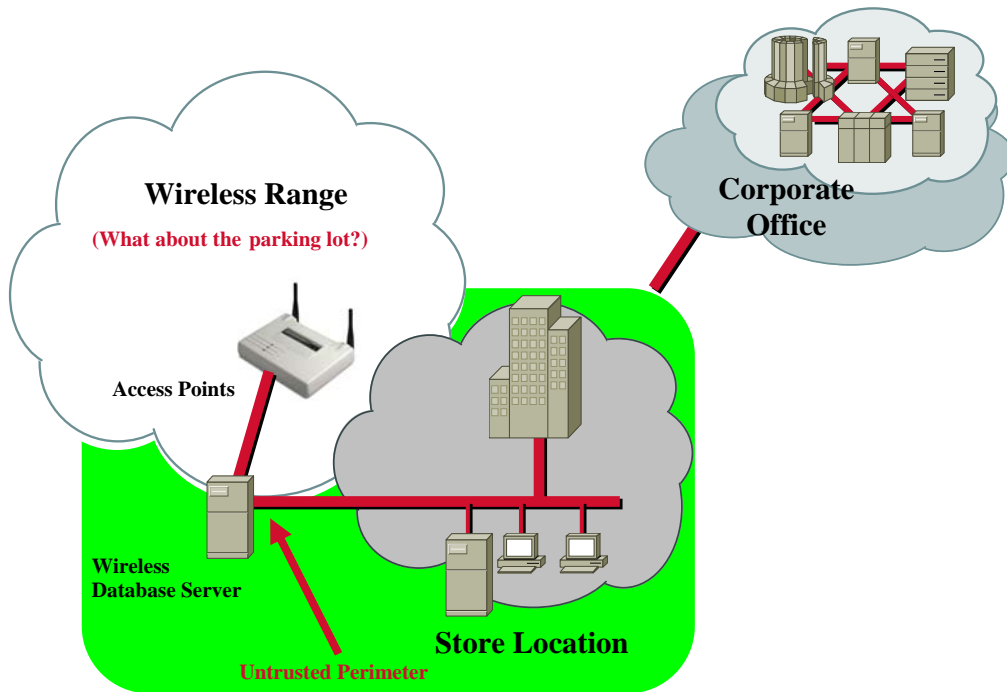 Wireless Range
(What about the parking lot?)
Corporate
Office
Access Points
Wireless
Database Server
Store Location
Untrusted Perimeter